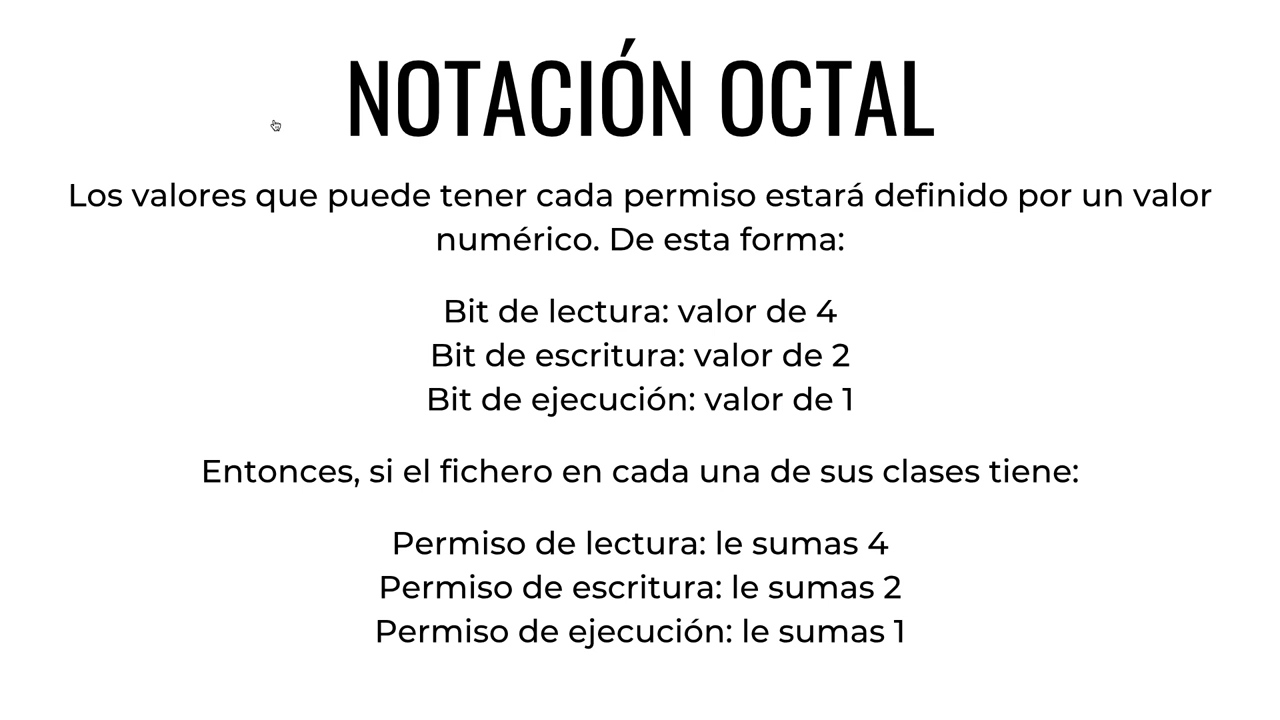 NOTACIÓN OCTAL
Los valores que puede tener cada permiso estará definido por un valor
numérico. De esta forma:
Bit de lectura: valor de 4
Bit de escritura: valor de 2
Bit de ejecución: valor de 1
Entonces, si el fichero en cada una de sus clases tiene:
Permiso de lectura: le sumas 4
Permiso de escritura: le sumas 2
Permiso de ejecución: le sumas 1